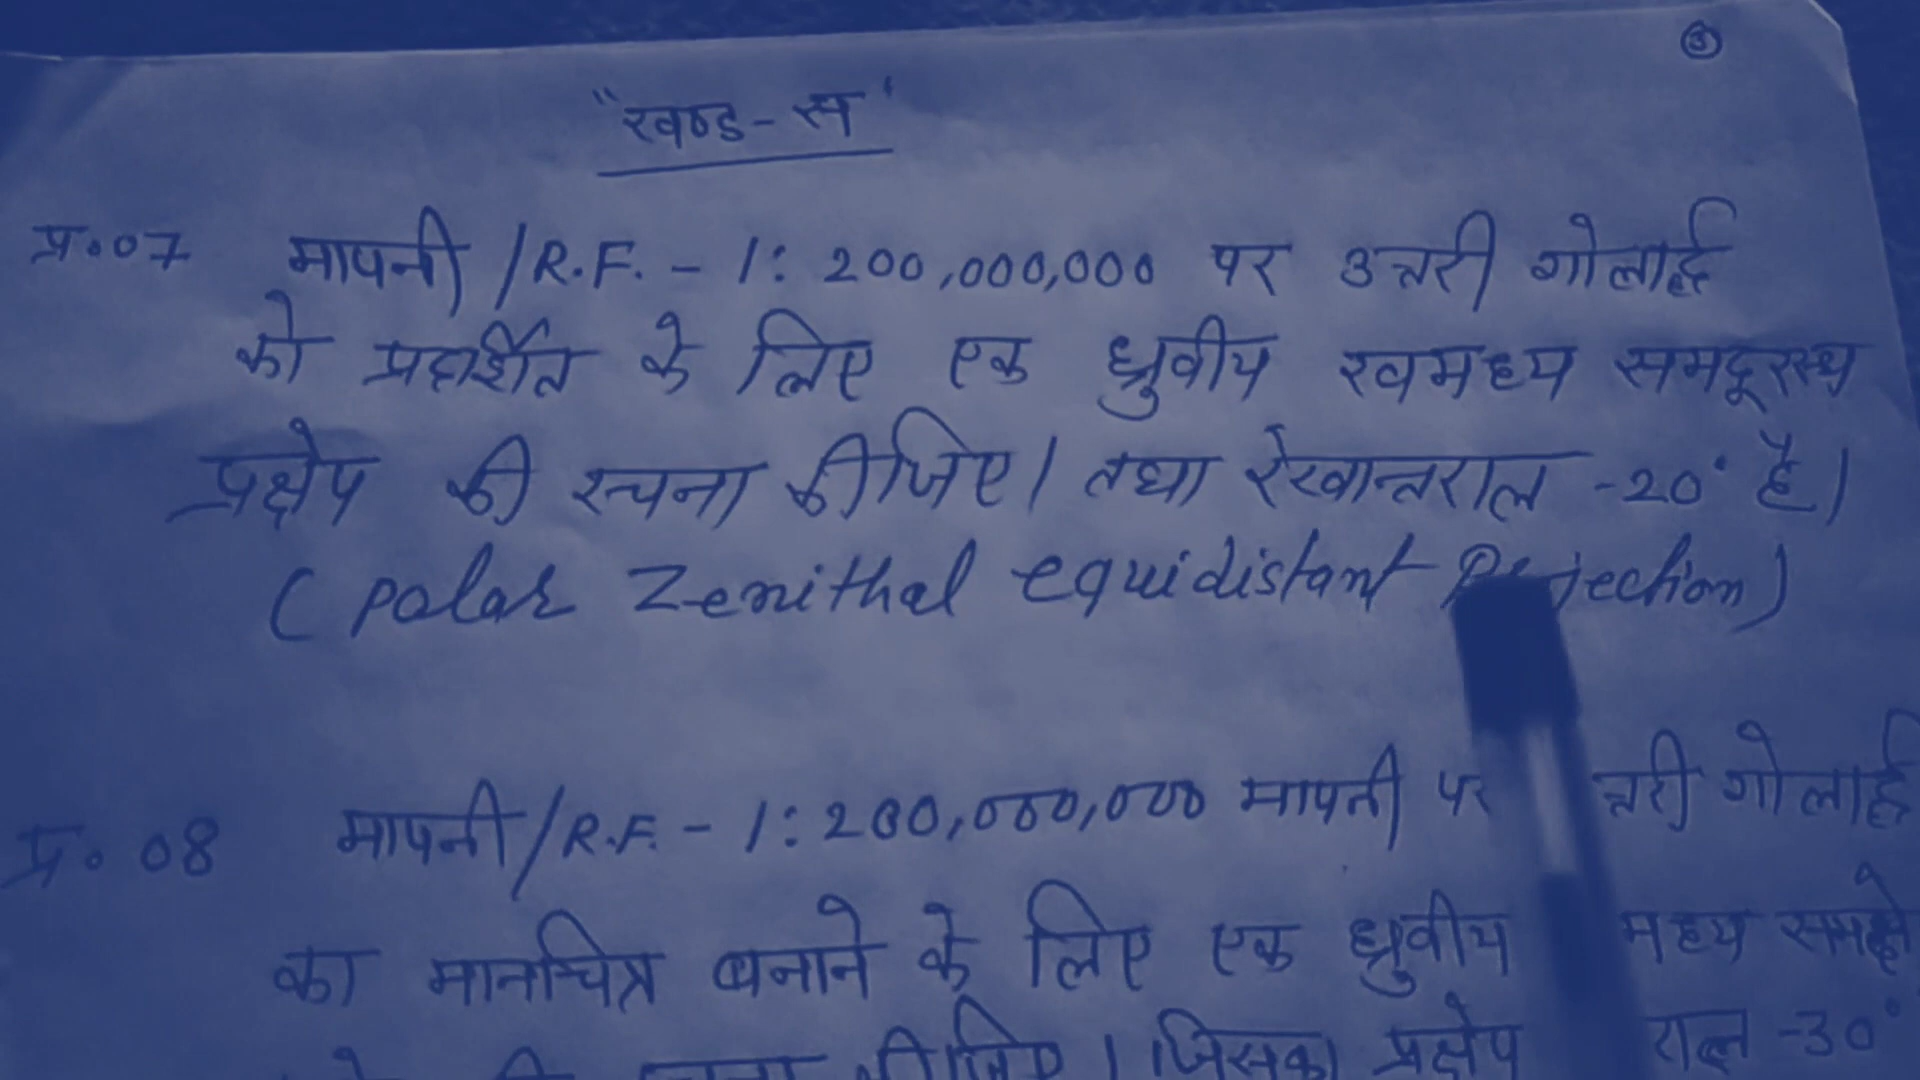 ③
"खण्ड-स"
प्र.07 मापनी/R.F. - 1: 200,000,000 पर उत्तरी गोलार्द्ध
को प्रदर्शित के लिए एक ध्रुवीय खमध्य समदूरस्थ
प्रक्षेप की रचना कीजिए। तथा रेखान्तराल -20° है।
(Polar Zenithal equidistant Projection)
प्र. 08 मापनी/R.F. - 1:200,000,000 मापनी पर त्तरी गोलार्द्ध
का मानचित्र बनाने के लिए एक ध्रुवीय मध्य समक्षे
कीजिए। जिसका प्रक्षेप राल -30°